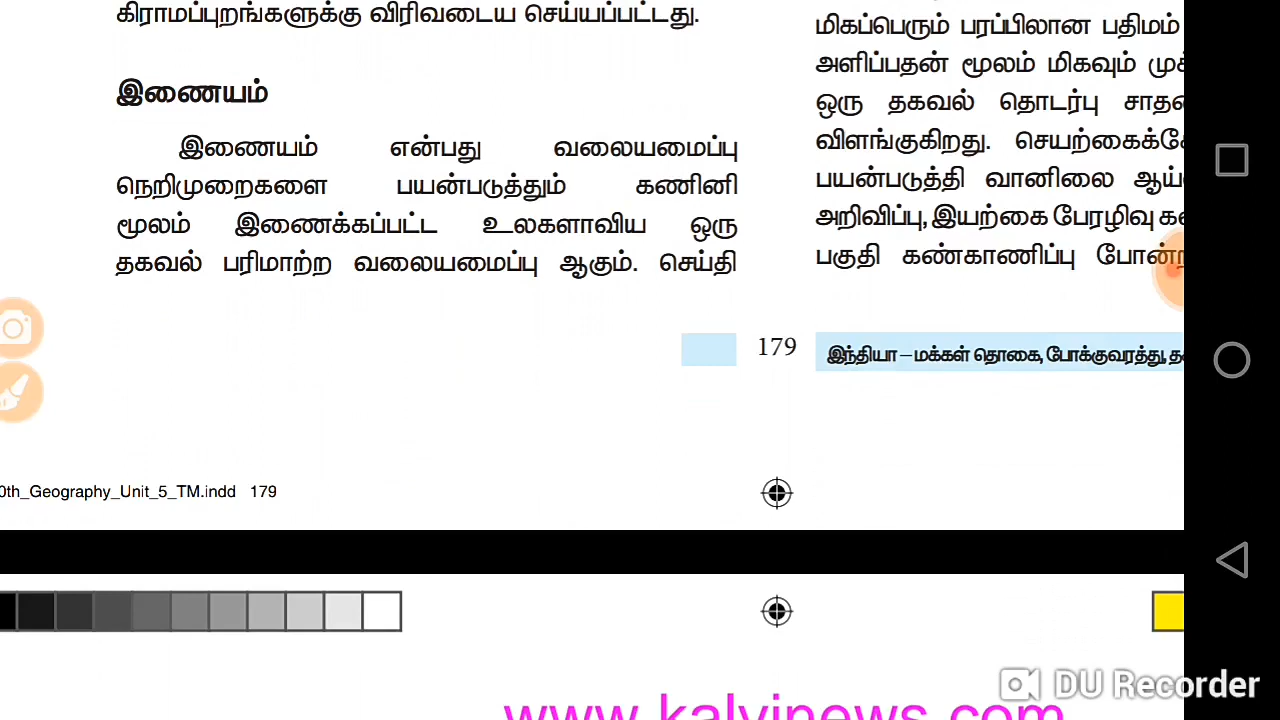 கிராமப்புறங்களுக்கு விரிவடைய செய்யப்பட்டது.
இணையம்
இணையம் என்பது வலையமைப்பு
நெறிமுறைகளை பயன்படுத்தும் கணினி
மூலம் இணைக்கப்பட்ட உலகளாவிய ஒரு
தகவல் பரிமாற்ற வலையமைப்பு ஆகும். செய்தி
மிகப்பெரும் பரப்பிலான பதிமம்
அளிப்பதன் மூலம் மிகவும்
ஒரு தகவல் தொடர்பு
விளங்குகிறது.
பயன்படுத்தி வானிலை
அறிவிப்பு, இயற்கை பேரழிவு
பகுதி கண்காணிப்பு
179
இந்தியா – மக்கள் தொகை, போக்குவரத்து,
0th_Geography_Unit_5_TM.indd 179
www.kalvinews.com
DU Recorder